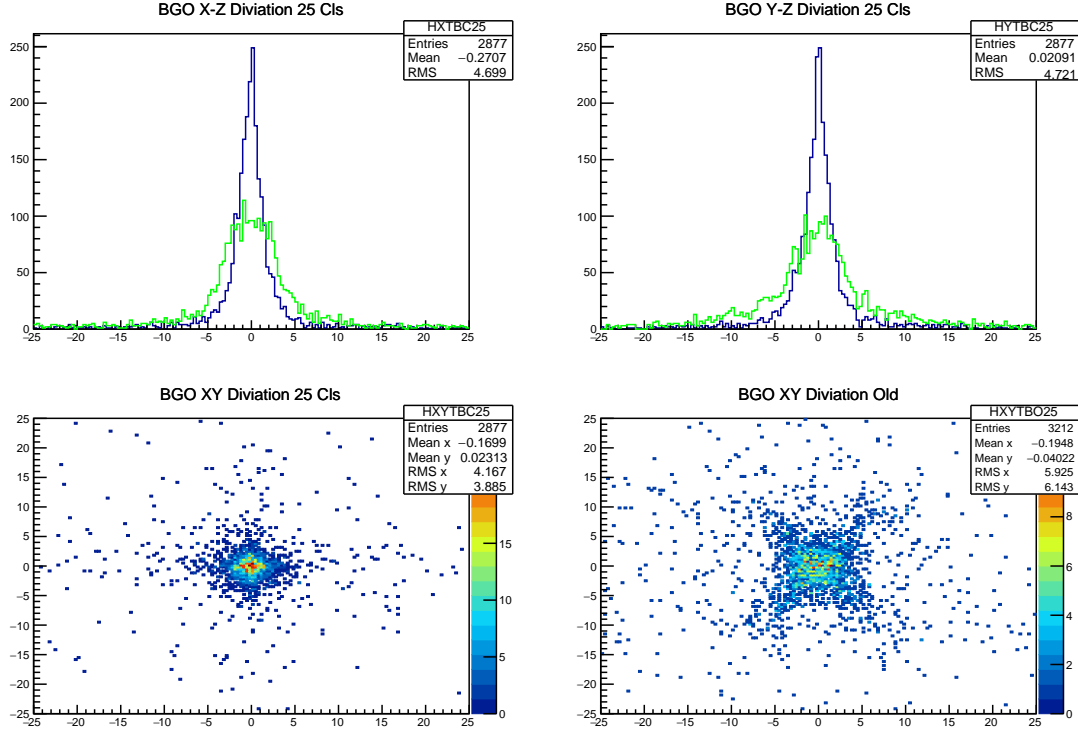 BGO X-Z Diviation 25 Cls
HXTBC25
Entries 2877
Mean −0.2707
RMS 4.699
250
200
150
100
50
0
−25 −20 −15 −10 −5 0 5 10 15 20 25
BGO Y-Z Diviation 25 Cls
HYTBC25
Entries 2877
Mean 0.02091
RMS 4.721
250
200
150
100
50
0
−25 −20 −15 −10 −5 0 5 10 15 20 25
BGO XY Diviation 25 Cls
HXYTBC25
Entries 2877
Mean x −0.1699
Mean y 0.02313
RMS x 4.167
RMS y 3.885
25
20
15
10
5
0
−5
−10
−15
−20
−25
−25 −20 −15 −10 −5 0 5 10 15 20 25
15
10
5
0
BGO XY Diviation Old
HXYTBO25
Entries 3212
Mean x −0.1948
Mean y −0.04022
RMS x 5.925
RMS y 6.143
25
20
15
10
5
0
−5
−10
−15
−20
−25
−25 −20 −15 −10 −5 0 5 10 15 20 25
8
6
4
2
0